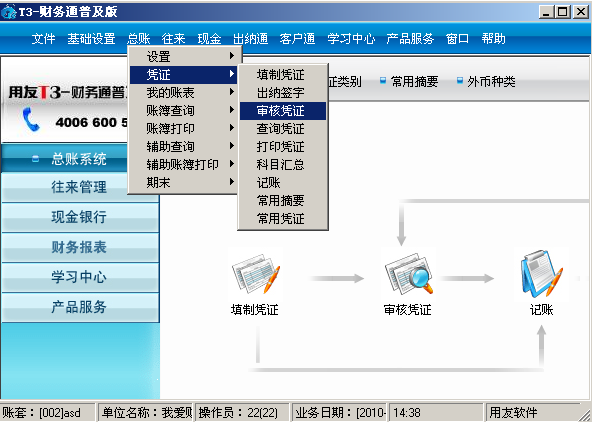 T3-财务通普及版
文件 基础设置 总账 往来 现金 出纳通 客户通 学习中心 产品服务 窗口 帮助
设置
凭证
我的账表
账簿查询
账簿打印
辅助查询
辅助账簿打印
期末
填制凭证
出纳签字
审核凭证
查询凭证
打印凭证
科目汇总
记账
常用摘要
常用凭证
证类别 常用摘要 外币种类
用友T3-财务通普
4006 600 5
总账系统
往来管理
现金银行
财务报表
学习中心
产品服务
填制凭证 审核凭证 记账
账套: [002]asd 单位名称: 我爱财 操作员: 22(22) 业务日期: [2010- 14:38 用友软件